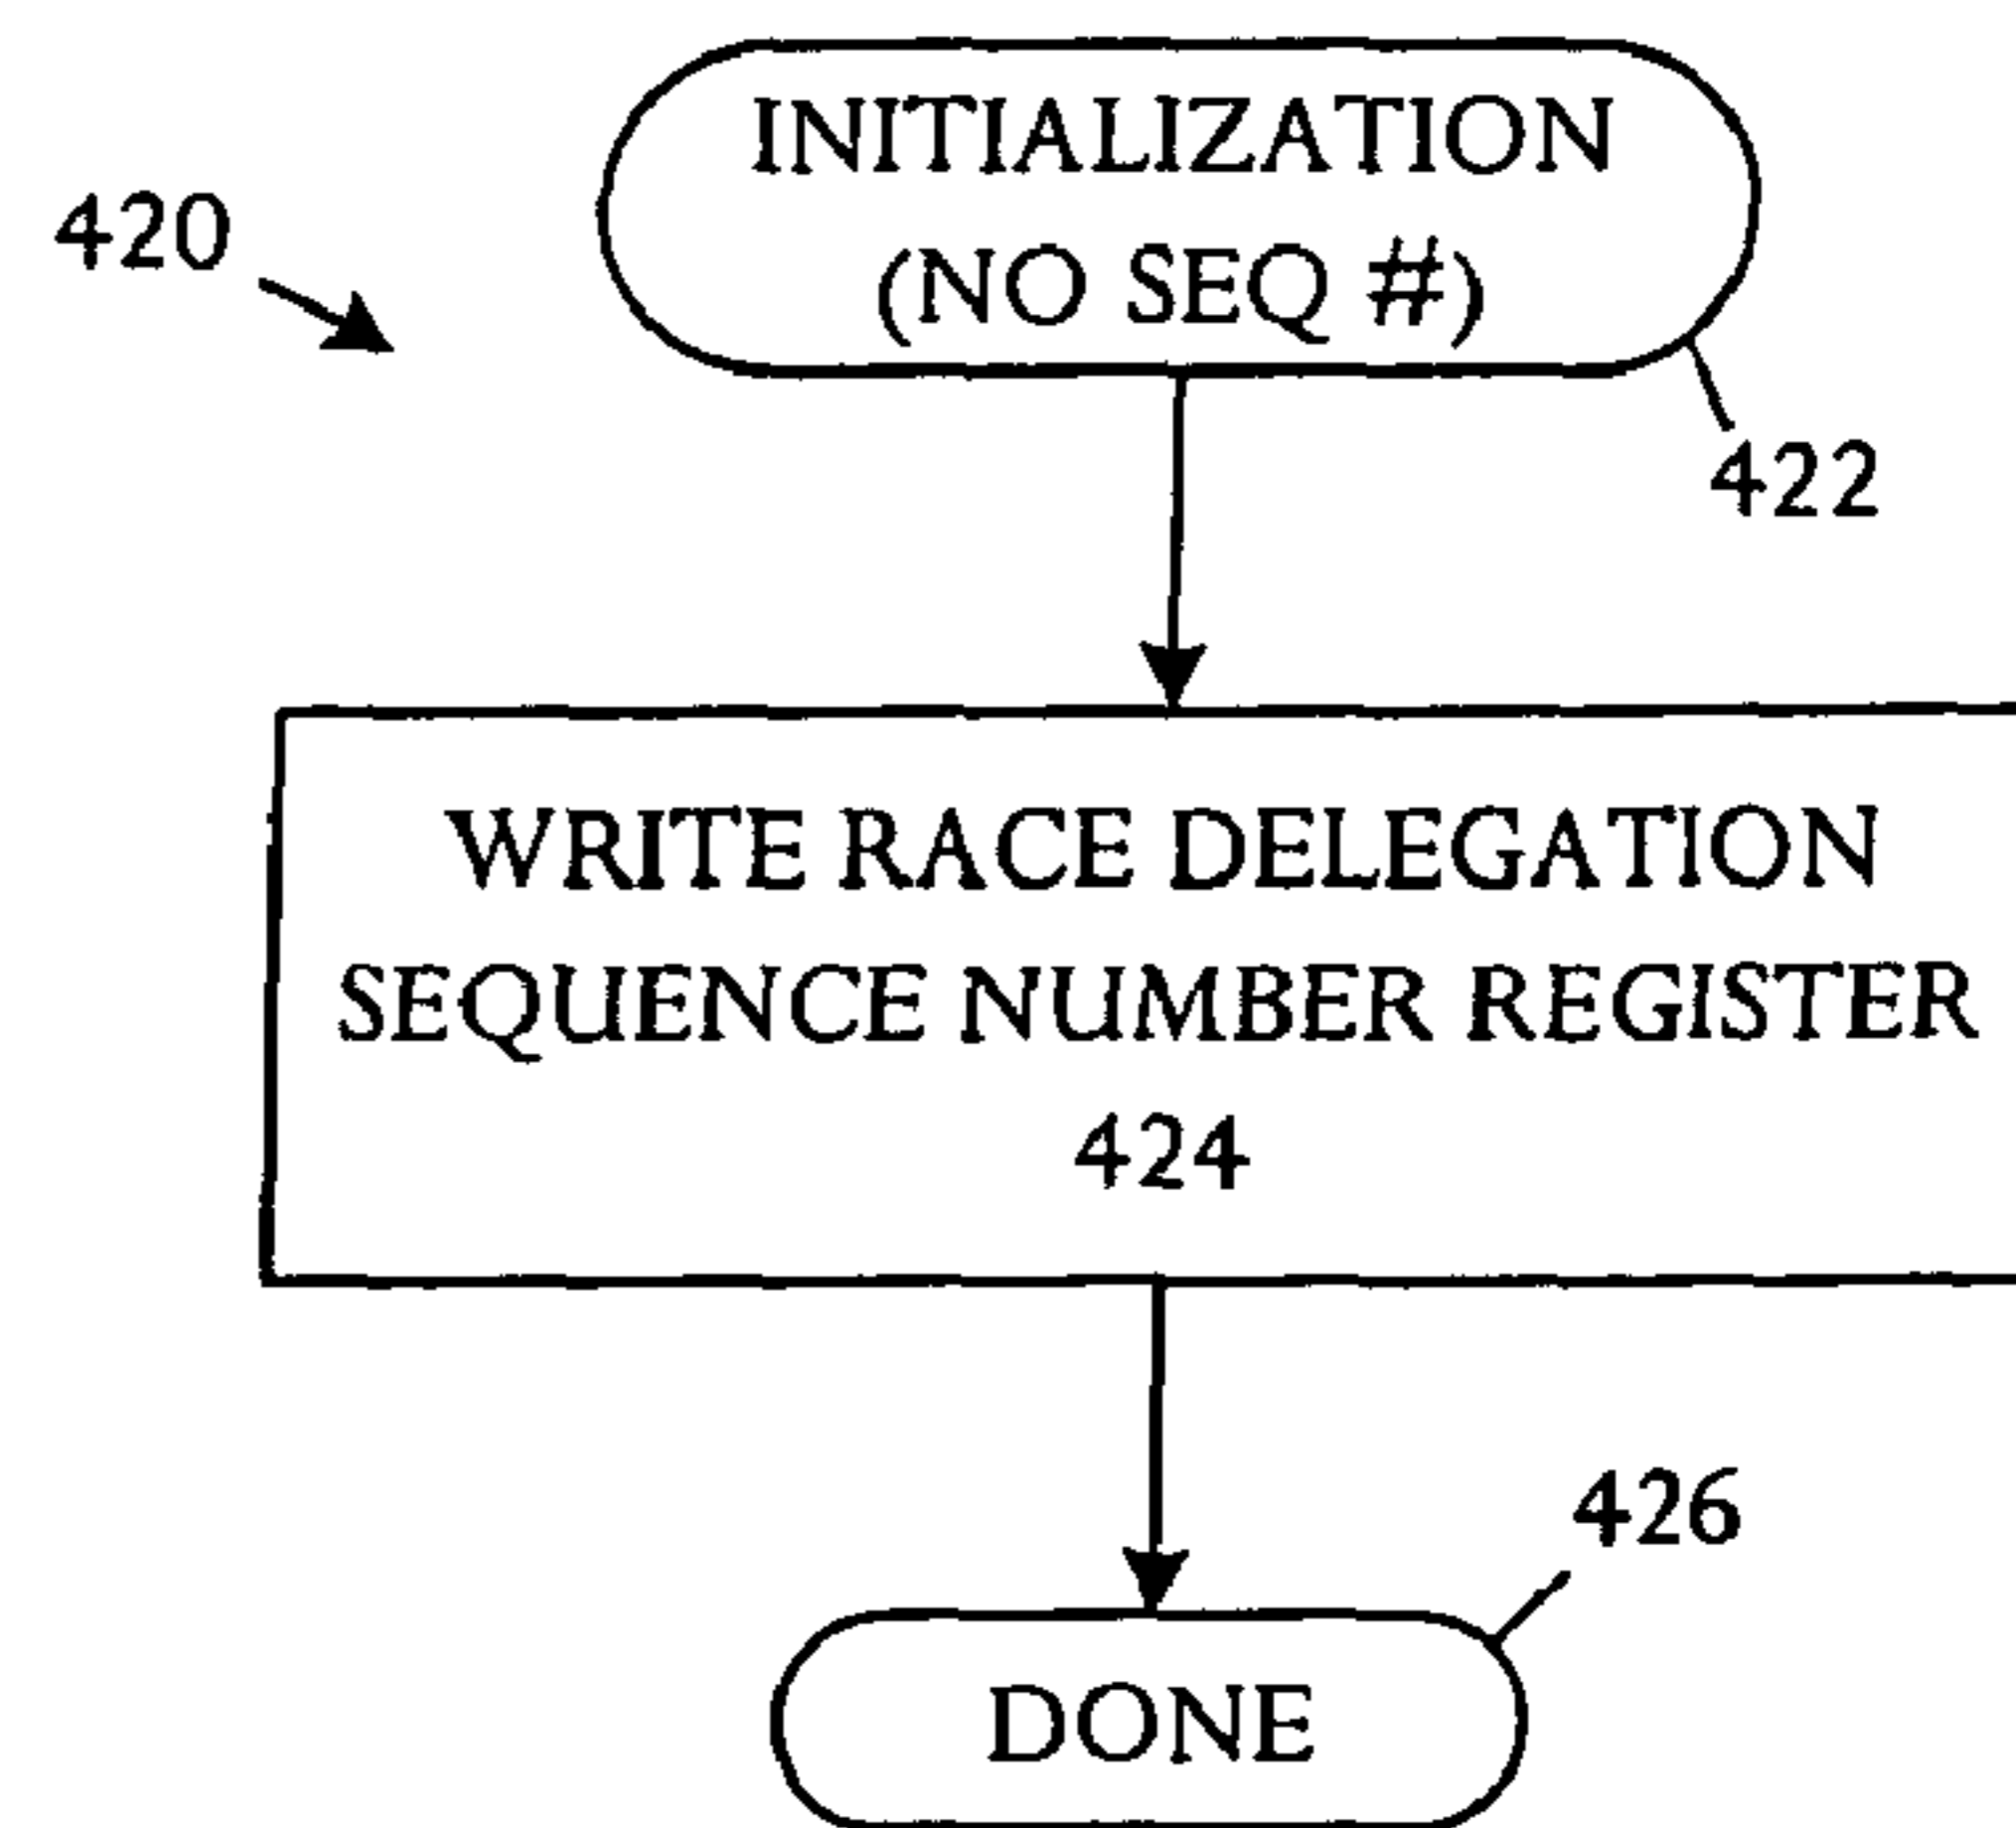 INITIALIZATION
(NO SEQ #)
420
422
WRITE RACE DELEGATION
SEQUENCE NUMBER REGISTER
424
426
DONE